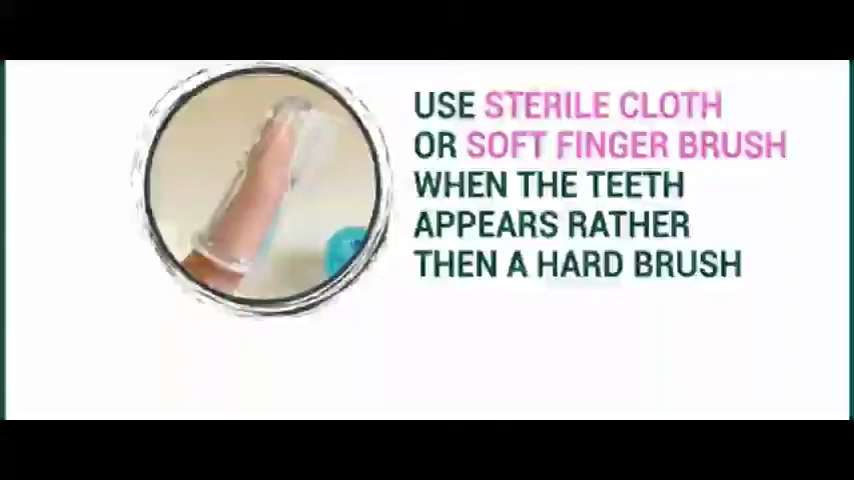 USE STERILE CLOTH
OR SOFT FINGER BRUSH
WHEN THE TEETH
APPEARS RATHER
THEN A HARD BRUSH